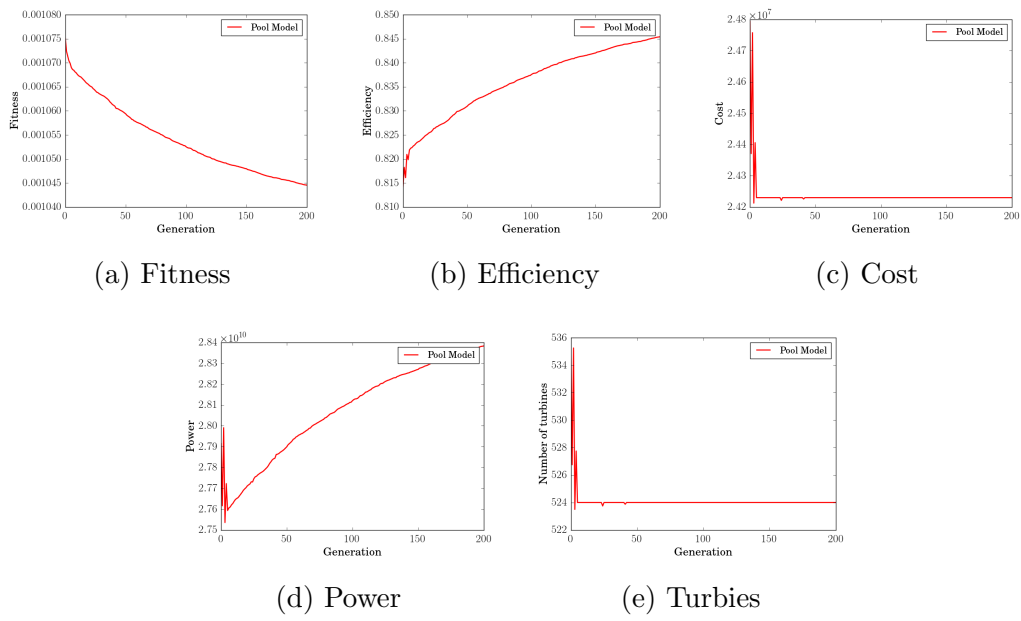 Pool Model
0.001080
0.001075
0.001070
0.001065
0.001060
0.001055
0.001050
0.001045
0.001040
Fitness
0 50 100 150 200
Generation
(a) Fitness
Pool Model
0.850
0.845
0.840
0.835
0.830
0.825
0.820
0.815
0.810
Efficiency
0 50 100 150 200
Generation
(b) Efficiency
×10⁷
Pool Model
2.48
2.47
2.46
2.45
2.44
2.43
2.42
Cost
0 50 100 150 200
Generation
(c) Cost
×10¹⁰
Pool Model
2.84
2.83
2.82
2.81
2.80
2.79
2.78
2.77
2.76
2.75
Power
0 50 100 150 200
Generation
(d) Power
Pool Model
536
534
532
530
528
526
524
522
Number of turbines
0 50 100 150 200
Generation
(e) Turbies